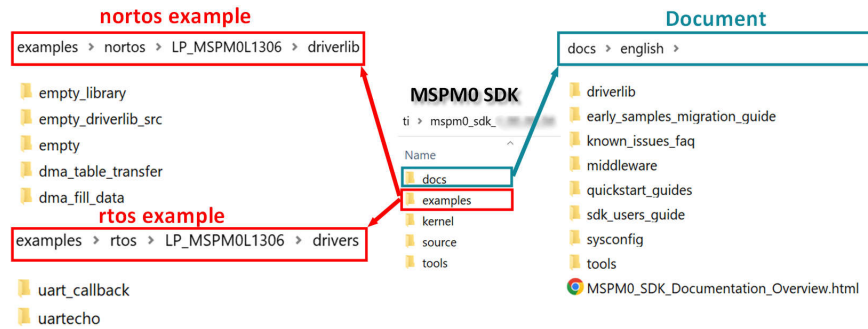 nortos example
examples > nortos > LP_MSPM0L1306 > driverlib
empty_library
empty_driverlib_src
empty
dma_table_transfer
dma_fill_data
rtos example
examples > rtos > LP_MSPM0L1306 > drivers
uart_callback
uartecho
MSPM0 SDK
ti > mspm0_sdk_
Name
docs
examples
kernel
source
tools
Document
docs > english >
driverlib
early_samples_migration_guide
known_issues_faq
middleware
quickstart_guides
sdk_users_guide
sysconfig
tools
MSPM0_SDK_Documentation_Overview.html